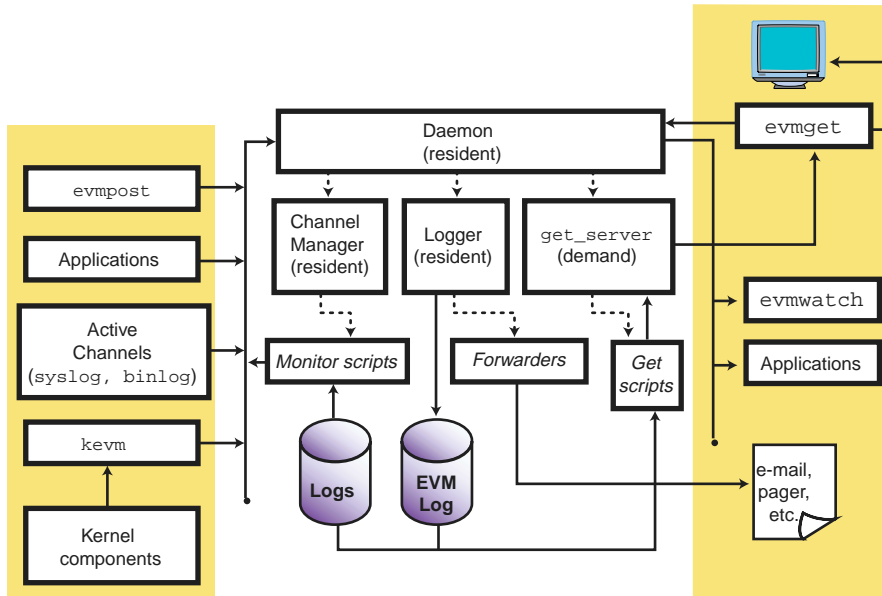 Daemon
(resident)
evmget
evmpost
Channel
Manager
(resident)
Logger
(resident)
get_server
(demand)
Applications
evmwatch
Active
Channels
(syslog, binlog)
Monitor scripts
Forwarders
Get
scripts
Applications
kevm
Logs
EVM
Log
e-mail,
pager,
etc.
Kernel
components